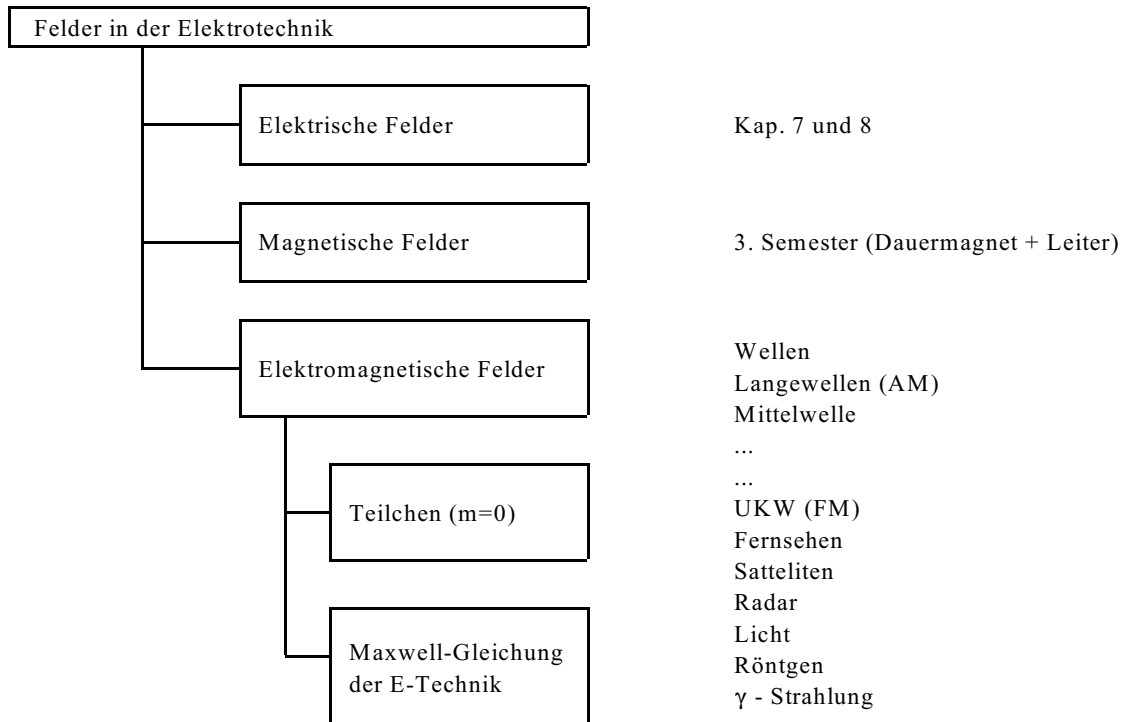 Felder in der Elektrotechnik
Elektrische Felder
Kap. 7 und 8
Magnetische Felder
3. Semester (Dauermagnet + Leiter)
Elektromagnetische Felder
Wellen
Langewellen (AM)
Mittelwelle
...
...
UKW (FM)
Fernsehen
Satteliten
Radar
Licht
Röntgen
γ - Strahlung
Teilchen (m=0)
Maxwell-Gleichung
der E-Technik